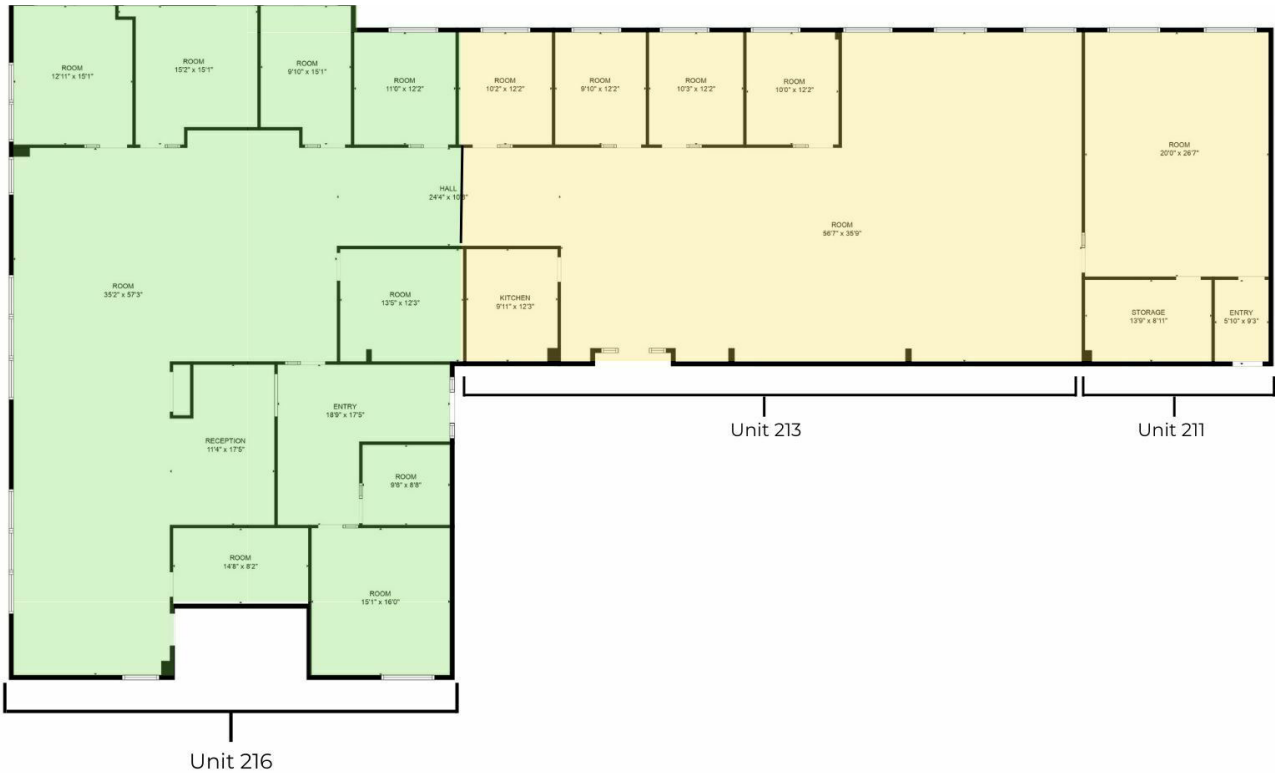 ROOM
12'11" x 15'1"
ROOM
15'2" x 15'1"
ROOM
9'10" x 15'1"
ROOM
11'0" x 12'2"
ROOM
10'2" x 12'2"
ROOM
9'10" x 12'2"
ROOM
10'3" x 12'2"
ROOM
10'0" x 12'2"
ROOM
20'0" x 26'7"
HALL
24'4" x
ROOM
56'7" x 35'9"
ROOM
35'2" x 57'3"
ROOM
13'5" x 12'3"
KITCHEN
9'11" x 12'3"
STORAGE
13'9" x 8'11"
ENTRY
5'10" x 9'3"
ENTRY
18'9" x 17'5"
RECEPTION
11'4" x 17'5"
ROOM
9'8" x 8'8"
ROOM
14'8" x 8'2"
ROOM
15'1" x 16'0"
Unit 213
Unit 211
Unit 216